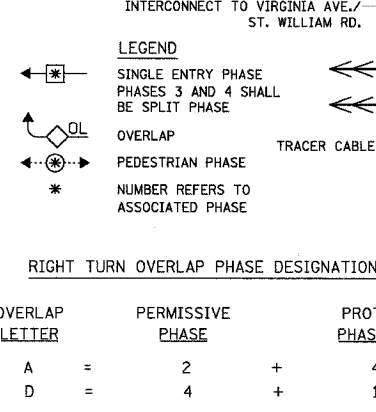 INTERCONNECT TO VIRGINIA AVE./
ST. WILLIAM RD.
LEGEND
* SINGLE ENTRY PHASE
PHASES 3 AND 4 SHALL
BE SPLIT PHASE
OL OVERLAP
TRACER CABLE
* PEDESTRIAN PHASE
* NUMBER REFERS TO
ASSOCIATED PHASE
RIGHT TURN OVERLAP PHASE DESIGNATION
OVERLAP PERMISSIVE PROT
LETTER PHASE PHAS
A = 2 + 4
D = 4 +